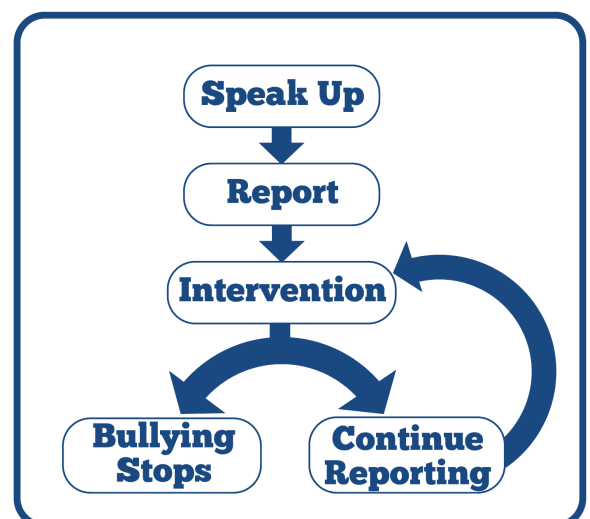 Speak Up
Report
Intervention
Bullying
Stops
Continue
Reporting